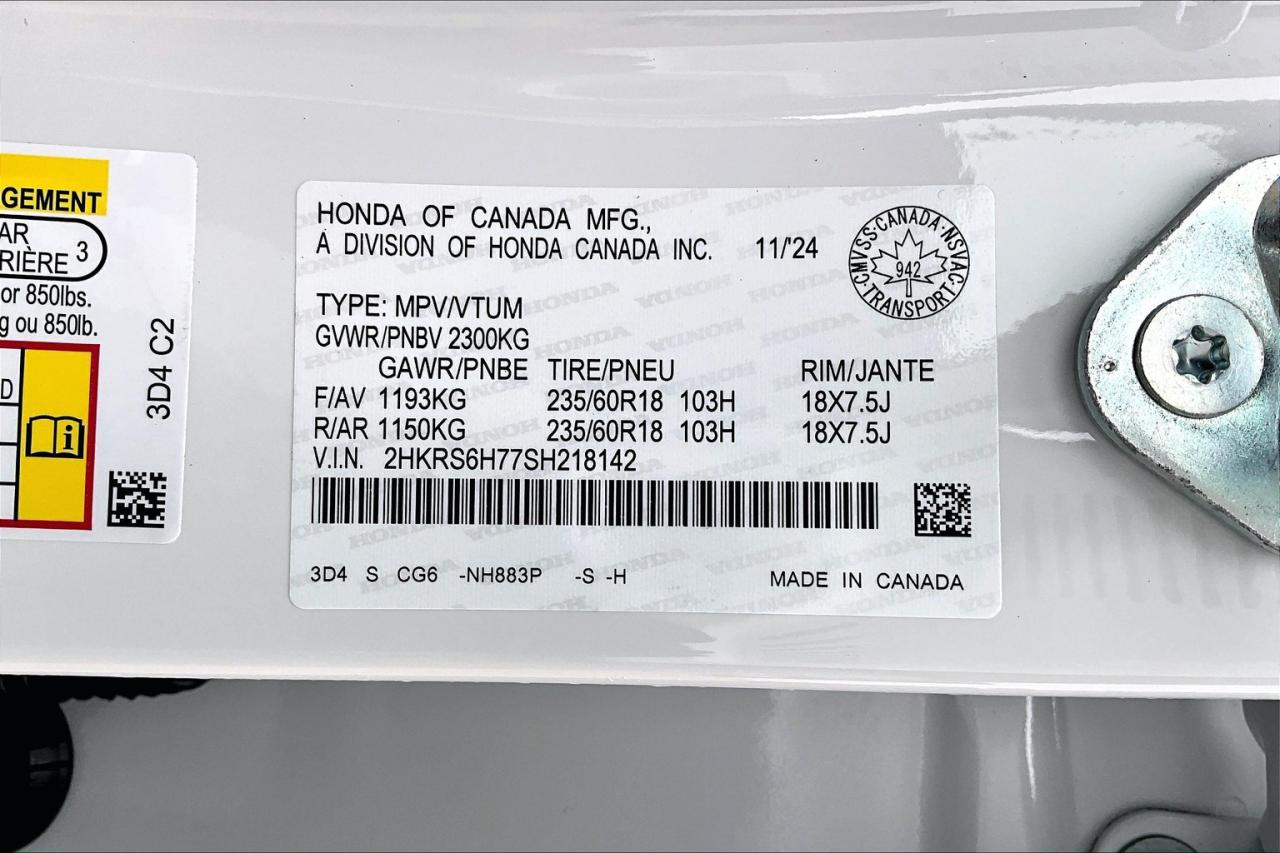 GEMENT
AR
RIÈRE 3
or 850lbs.
g ou 850lb.
D
3D4 C2
HONDA OF CANADA MFG.,
A DIVISION OF HONDA CANADA INC. 11/'24
CMVSS·CANADA·NSVAC·TRANSPORT·
942
TYPE: MPV/VTUM
GVWR/PNBV 2300KG
GAWR/PNBE TIRE/PNEU RIM/JANTE
F/AV 1193KG 235/60R18 103H 18X7.5J
R/AR 1150KG 235/60R18 103H 18X7.5J
V.I.N. 2HKRS6H77SH218142
3D4 S CG6 -NH883P -S -H MADE IN CANADA